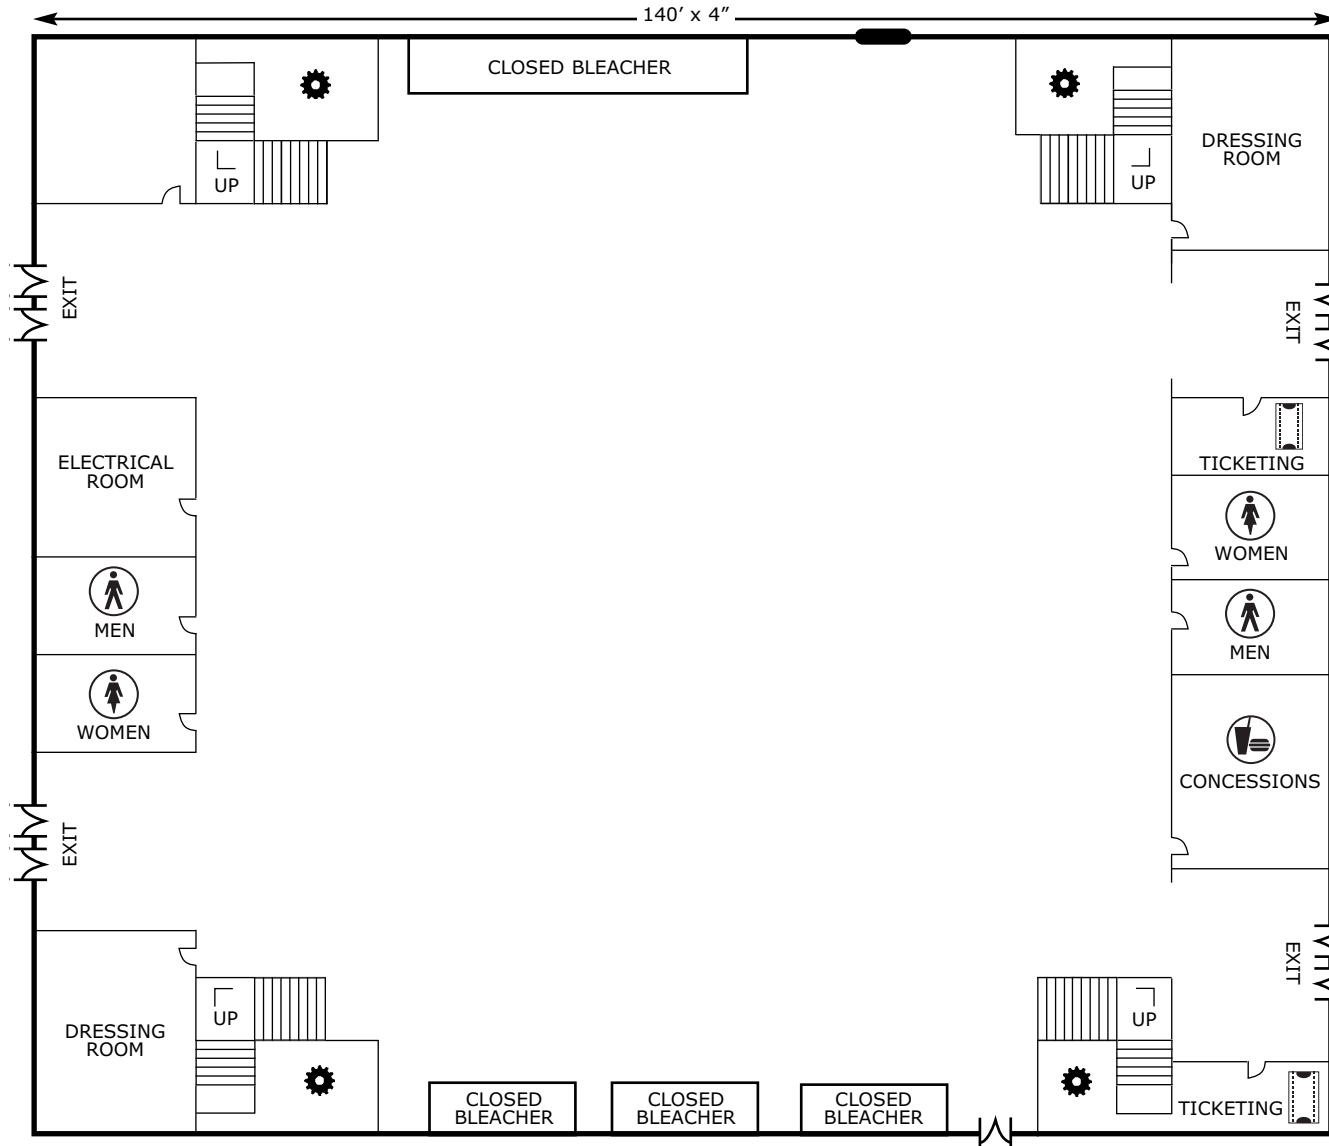 140’ x 4”
CLOSED BLEACHER
DRESSING
ROOM
UP
UP
EXIT
EXIT
ELECTRICAL
ROOM
TICKETING
WOMEN
MEN
MEN
WOMEN
CONCESSIONS
EXIT
EXIT
UP
UP
DRESSING
ROOM
CLOSED
BLEACHER
CLOSED
BLEACHER
CLOSED
BLEACHER
TICKETING